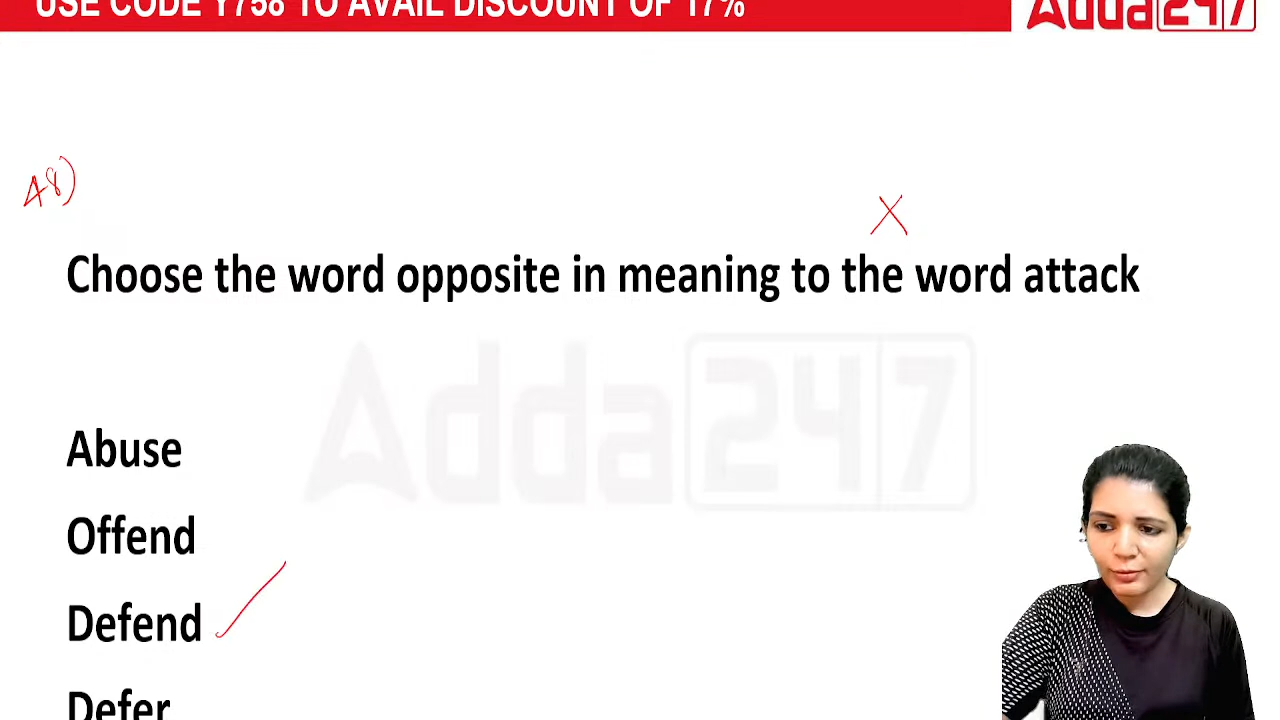 USE CODE Y758 TO AVAIL DISCOUNT OF 17%
Adda247
48)
X
Choose the word opposite in meaning to the word attack
Adda247
Abuse
Offend
Defend
Defer